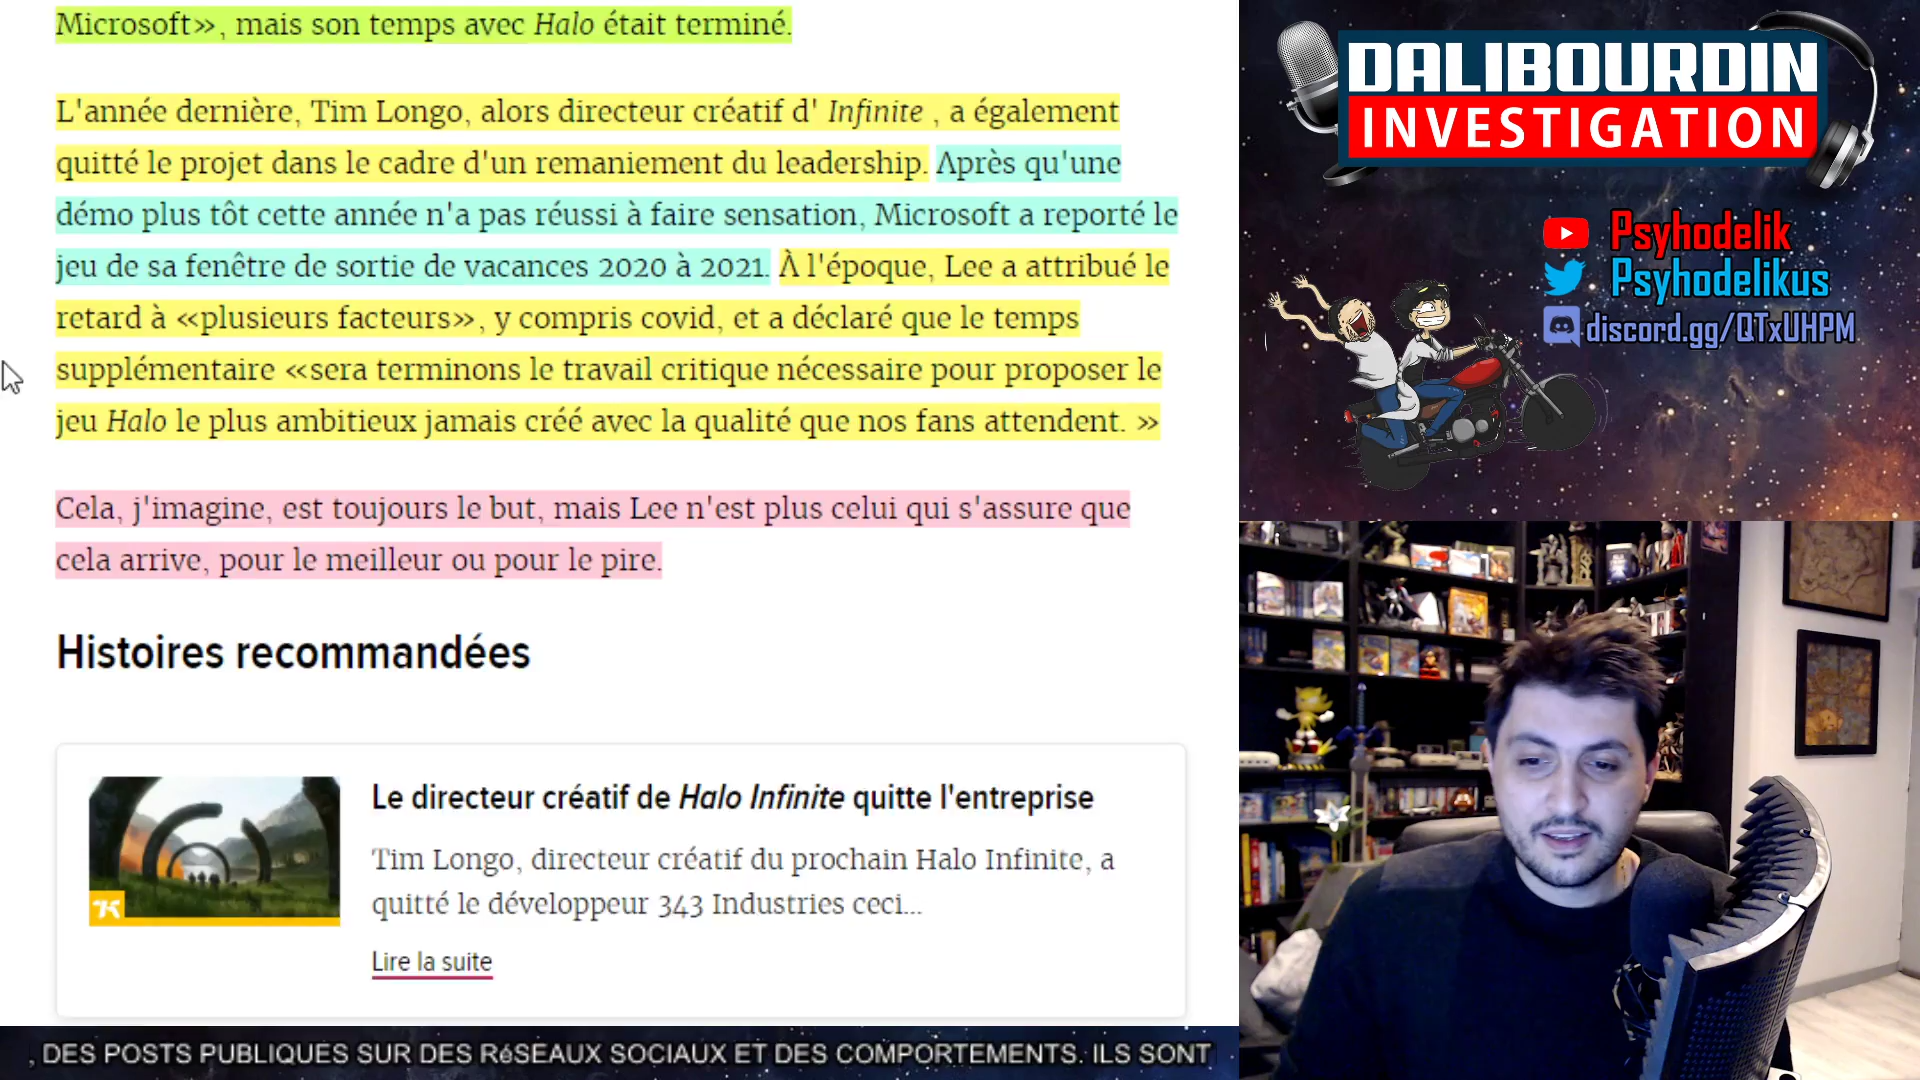 Microsoft», mais son temps avec Halo était terminé.
L'année dernière, Tim Longo, alors directeur créatif d' Infinite , a également
quitté le projet dans le cadre d'un remaniement du leadership. Après qu'une
démo plus tôt cette année n'a pas réussi à faire sensation, Microsoft a reporté le
jeu de sa fenêtre de sortie de vacances 2020 à 2021. À l'époque, Lee a attribué le
retard à «plusieurs facteurs», y compris covid, et a déclaré que le temps
supplémentaire «sera terminons le travail critique nécessaire pour proposer le
jeu Halo le plus ambitieux jamais créé avec la qualité que nos fans attendent. »
Cela, j'imagine, est toujours le but, mais Lee n'est plus celui qui s'assure que
cela arrive, pour le meilleur ou pour le pire.
Histoires recommandées
Le directeur créatif de Halo Infinite quitte l'entreprise
Tim Longo, directeur créatif du prochain Halo Infinite, a
quitté le développeur 343 Industries ceci...
Lire la suite
, DES POSTS PUBLIQUES SUR DES RéSEAUX SOCIAUX ET DES COMPORTEMENTS. ILS SONT
DALIBOURDIN
INVESTIGATION
Psyhodelik
Psyhodelikus
discord.gg/QTxUHPM